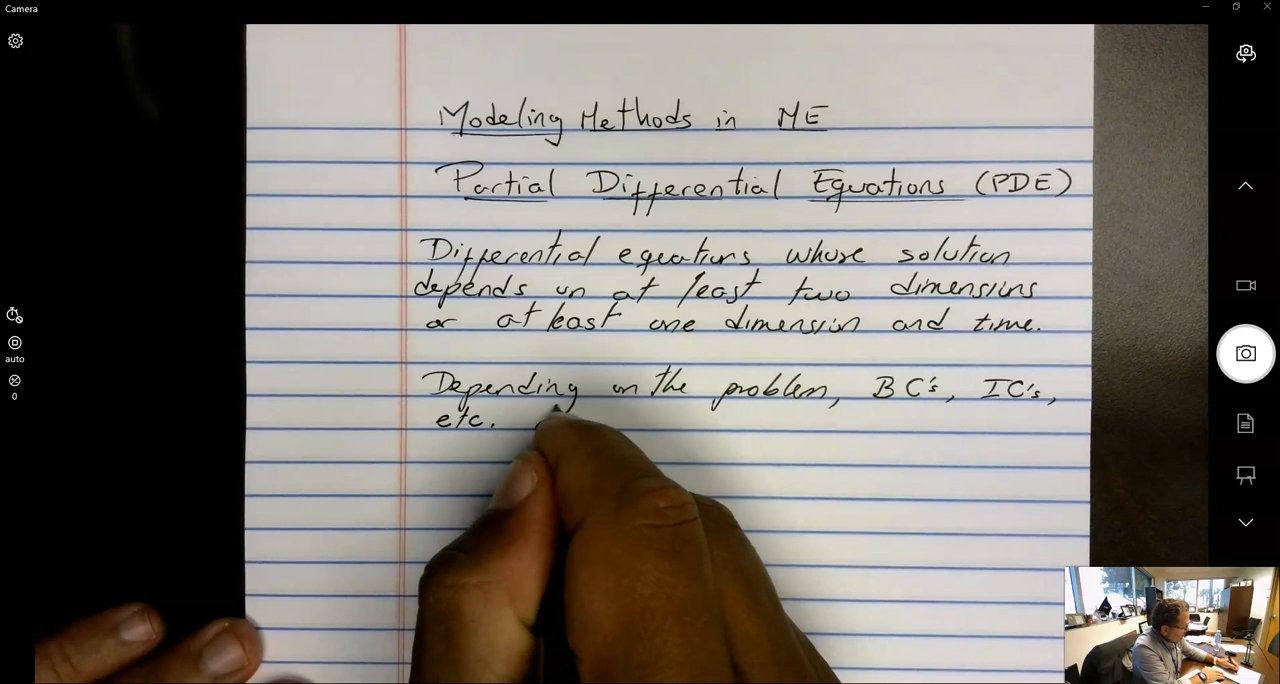 Camera
Modeling Methods in ME
Partial Differential Equations (PDE)
Differential equations whose solution
depends on at least two dimensions
or at least one dimension and time.
Depending on the problem, BC's, IC's,
etc.
auto
0